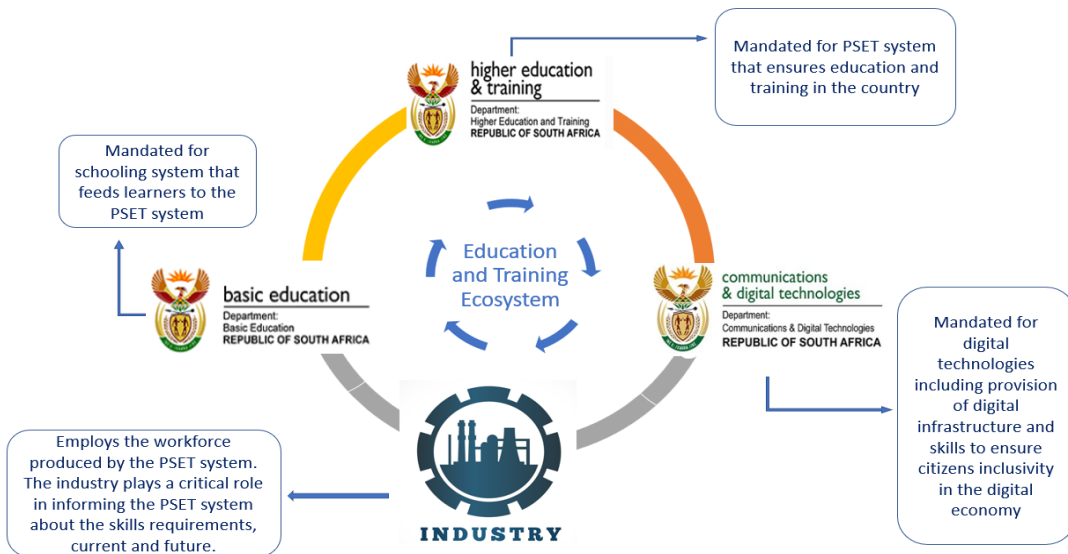 higher education
& training
Department:
Higher Education and Training
REPUBLIC OF SOUTH AFRICA
Mandated for PSET system
that ensures education and
training in the country
Mandated for
schooling system that
feeds learners to the
PSET system
Education
and Training
Ecosystem
basic education
Department:
Basic Education
REPUBLIC OF SOUTH AFRICA
communications
& digital technologies
Department:
Communications & Digital Technologies
REPUBLIC OF SOUTH AFRICA
Mandated for
digital
technologies
including provision
of digital
infrastructure and
skills to ensure
citizens inclusivity
in the digital
economy
Employs the workforce
produced by the PSET system.
The industry plays a critical role
in informing the PSET system
about the skills requirements,
current and future.
INDUSTRY